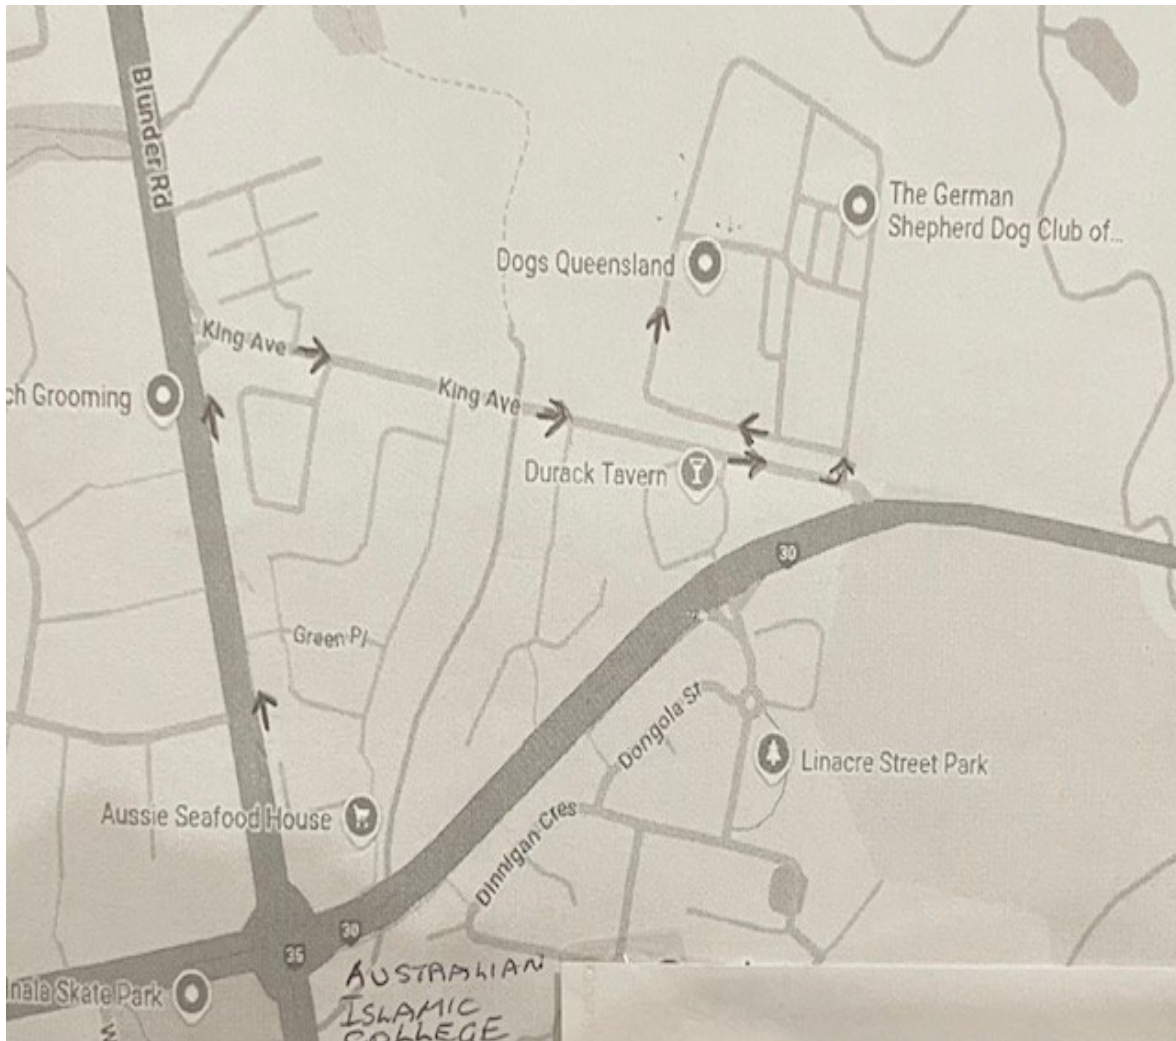 Blunder Rd
The German
Shepherd Dog Club of...
Dogs Queensland
King Ave
King Ave
ch Grooming
Durack Tavern
30
Green Pl
Dongola St
Linacre Street Park
Aussie Seafood House
Dinnigan Cres
30
35
nala Skate Park
W
AUSTRALIAN
ISLAMIC
COLLEGE